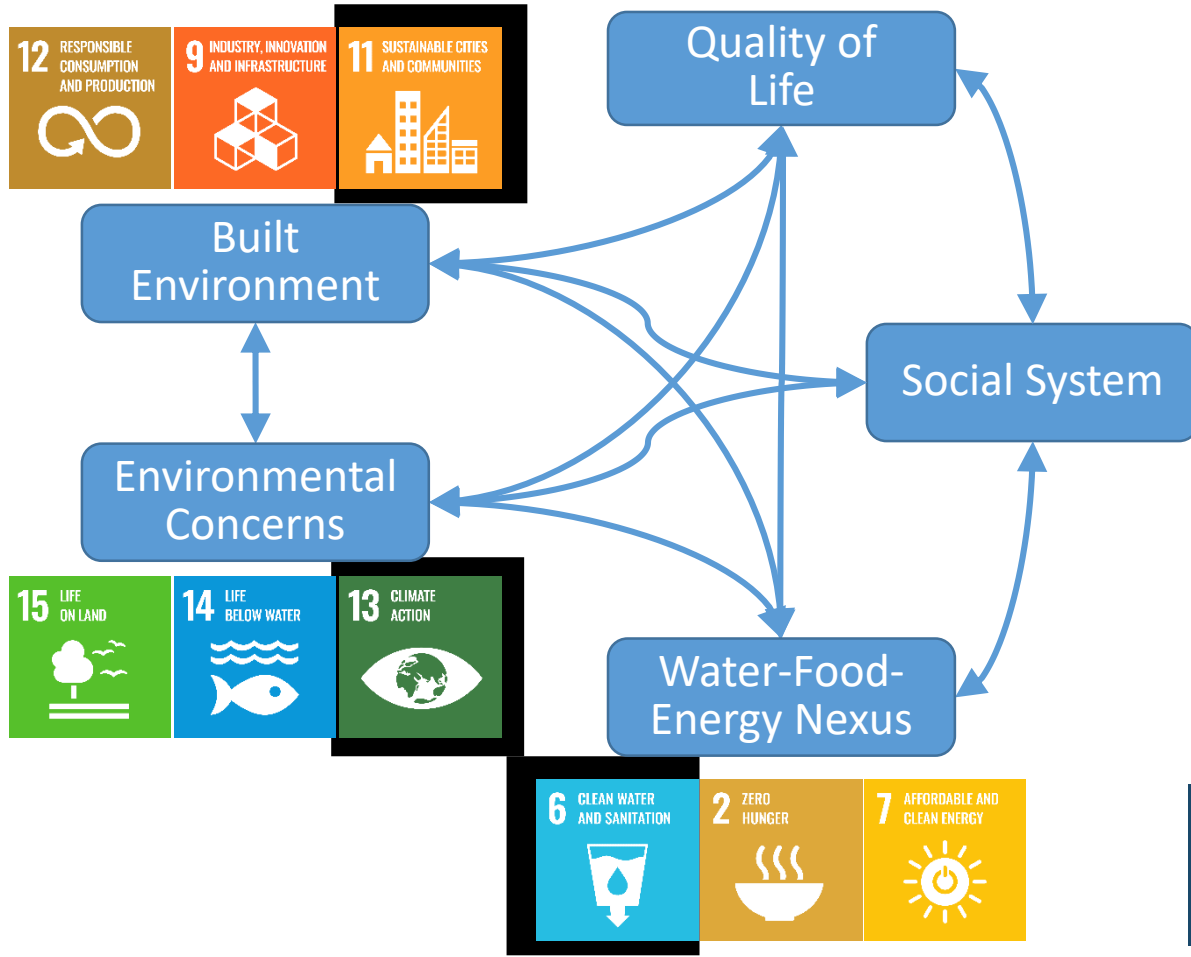 12 RESPONSIBLE
CONSUMPTION
AND PRODUCTION
9 INDUSTRY, INNOVATION
AND INFRASTRUCTURE
11 SUSTAINABLE CITIES
AND COMMUNITIES
Quality of
Life
Built
Environment
Social System
Environmental
Concerns
15 LIFE
ON LAND
14 LIFE
BELOW WATER
13 CLIMATE
ACTION
Water-Food-
Energy Nexus
6 CLEAN WATER
AND SANITATION
2 ZERO
HUNGER
7 AFFORDABLE AND
CLEAN ENERGY